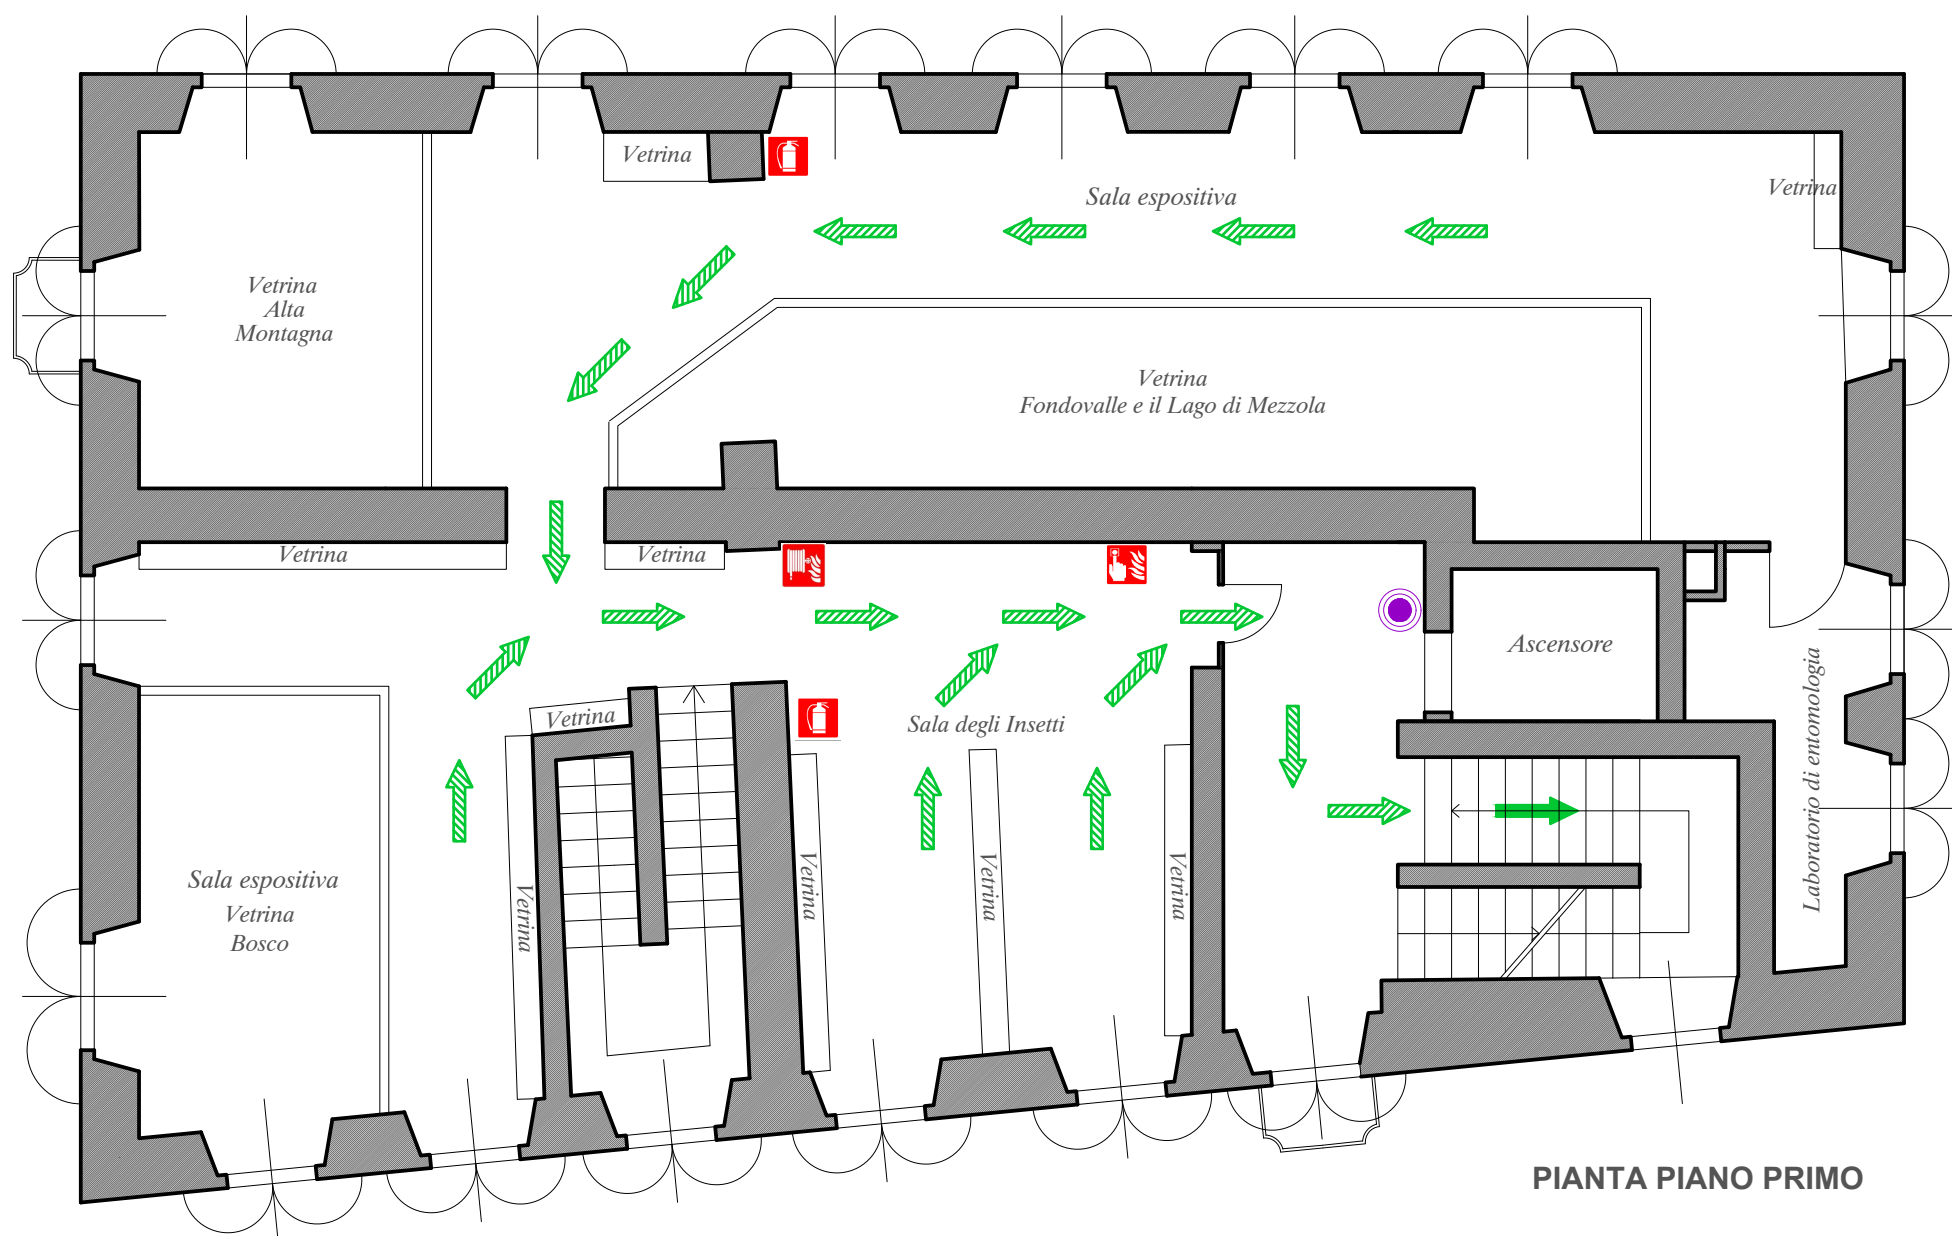 Vetrina
Sala espositiva
Vetrina
Vetrina
Alta
Montagna
Vetrina
Fondovalle e il Lago di Mezzola
Vetrina
Vetrina
Ascensore
Laboratorio di entomologia
Vetrina
Sala degli Insetti
Sala espositiva
Vetrina
Bosco
Vetrina
Vetrina
Vetrina
Vetrina
PIANTA PIANO PRIMO